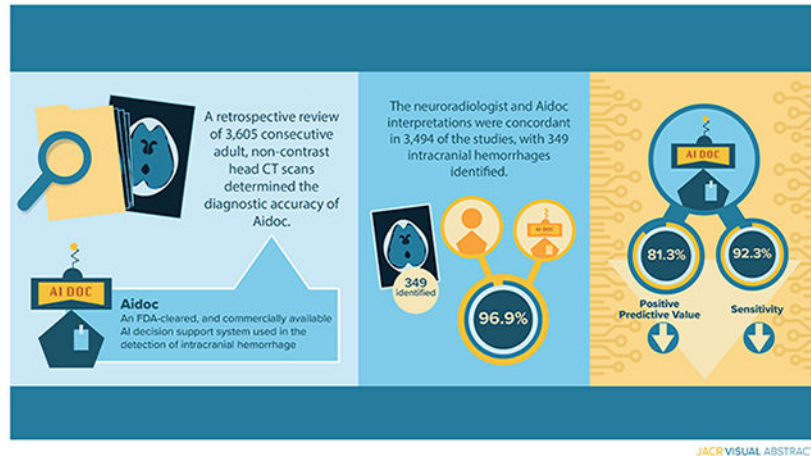 A retrospective review
of 3,605 consecutive
adult, non-contrast
head CT scans
determined the
diagnostic accuracy of
Aidoc.
AI DOC
Aidoc
An FDA-cleared, and commercially available
AI decision support system used in the
detection of intracranial hemorrhage
The neuroradiologist and Aidoc
interpretations were concordant
in 3,494 of the studies, with 349
intracranial hemorrhages
identified.
349
identified
AI DOC
96.9%
AI DOC
81.3%
92.3%
Positive
Predictive Value
Sensitivity
JACR VISUAL ABSTRACT